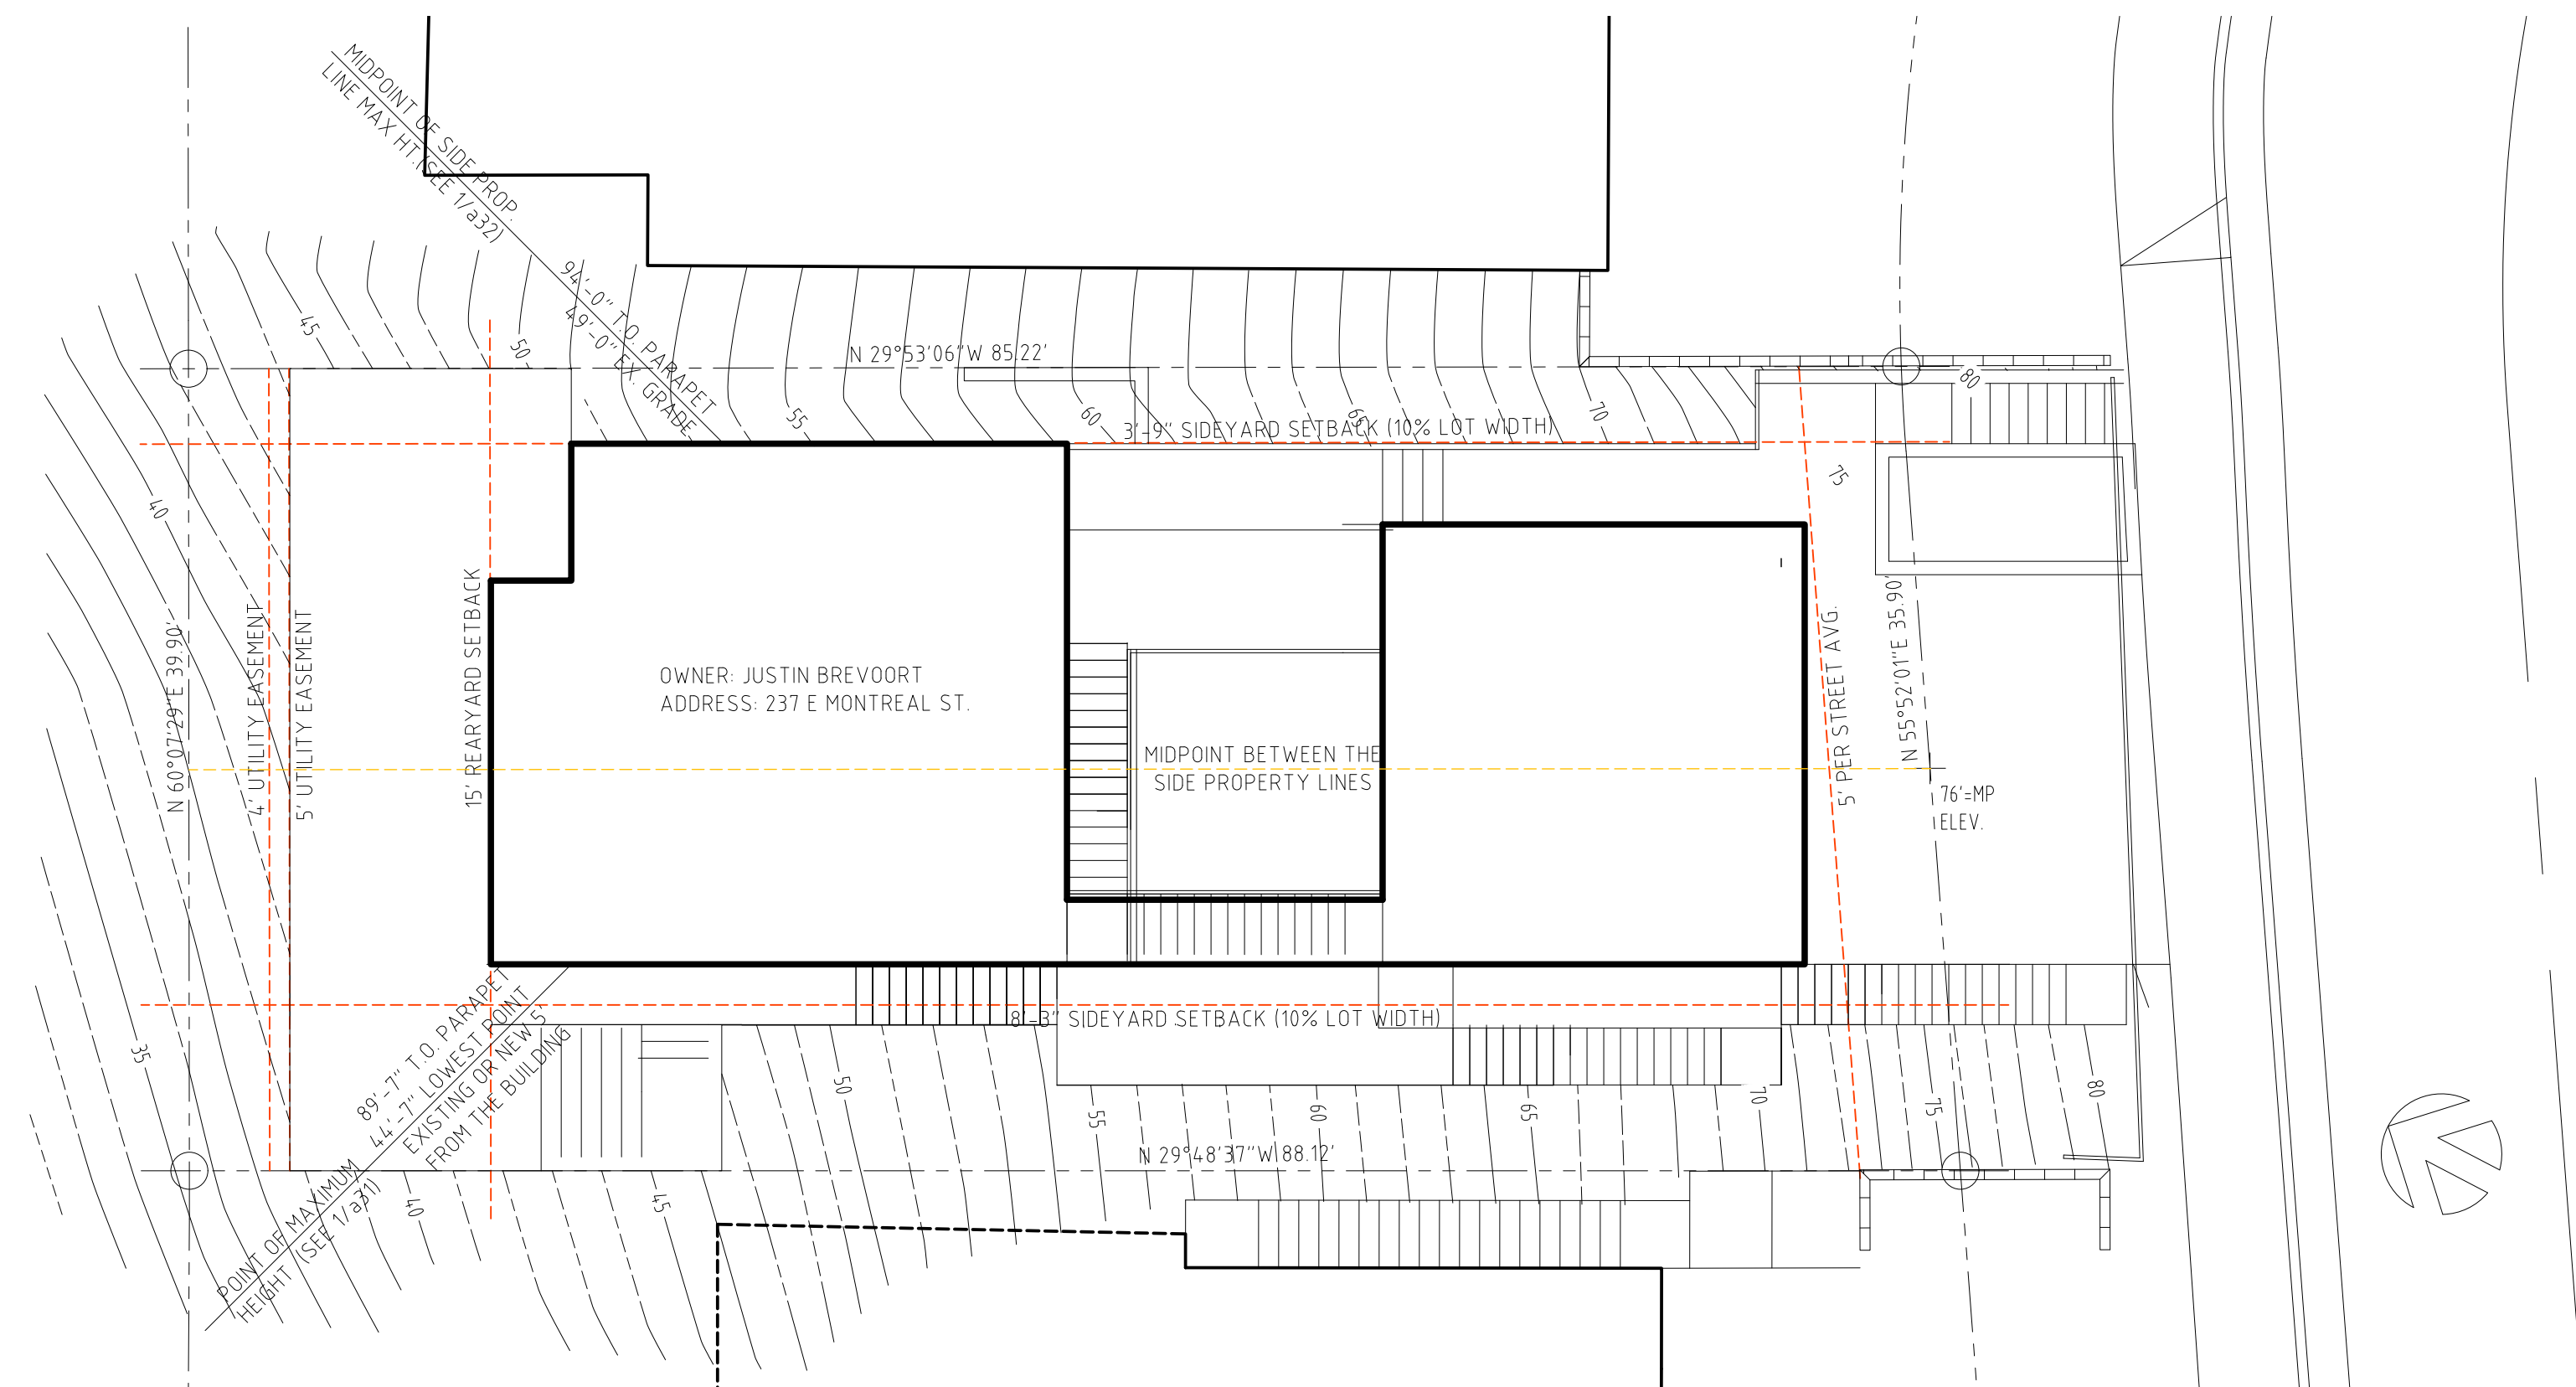 MIDPOINT OF SIDE PROP.
LINE MAX HT.(SEE 1/a32)
94'-0" T.O. PARAPET
49'-0" EX. GRADE
N 29°53'06"W 85.22'
3'-9" SIDEYARD SETBACK (10% LOT WIDTH)
45
50
55
60
65
70
75
80
40
35
N 60°07'29"E 39.90'
4' UTILITY EASEMENT
5' UTILITY EASEMENT
15' REARYARD SETBACK
OWNER: JUSTIN BREVOORT
ADDRESS: 237 E MONTREAL ST.
MIDPOINT BETWEEN THE
SIDE PROPERTY LINES
5' PER STREET AVG.
N 55°52'01"E 35.90'
76'=MP
ELEV.
8'-3" SIDEYARD SETBACK (10% LOT WIDTH)
89'-7" T.O. PARAPET
44'-7" LOWEST POINT
EXISTING OR NEW 5'
FROM THE BUILDING
POINT OF MAXIMUM
HEIGHT (SEE 1/a31)
N 29°48'37"W 88.12'
40
45
50
55
60
65
70
75
80